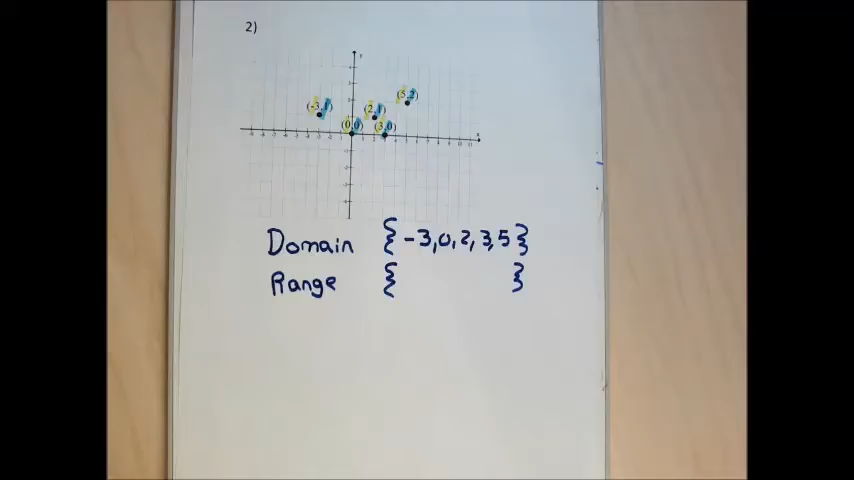 2)
y
(5,2)
(-3,1) (2,1)
(0,0) (3,0)
x
Domain { -3,0,2,3,5 }
Range { }